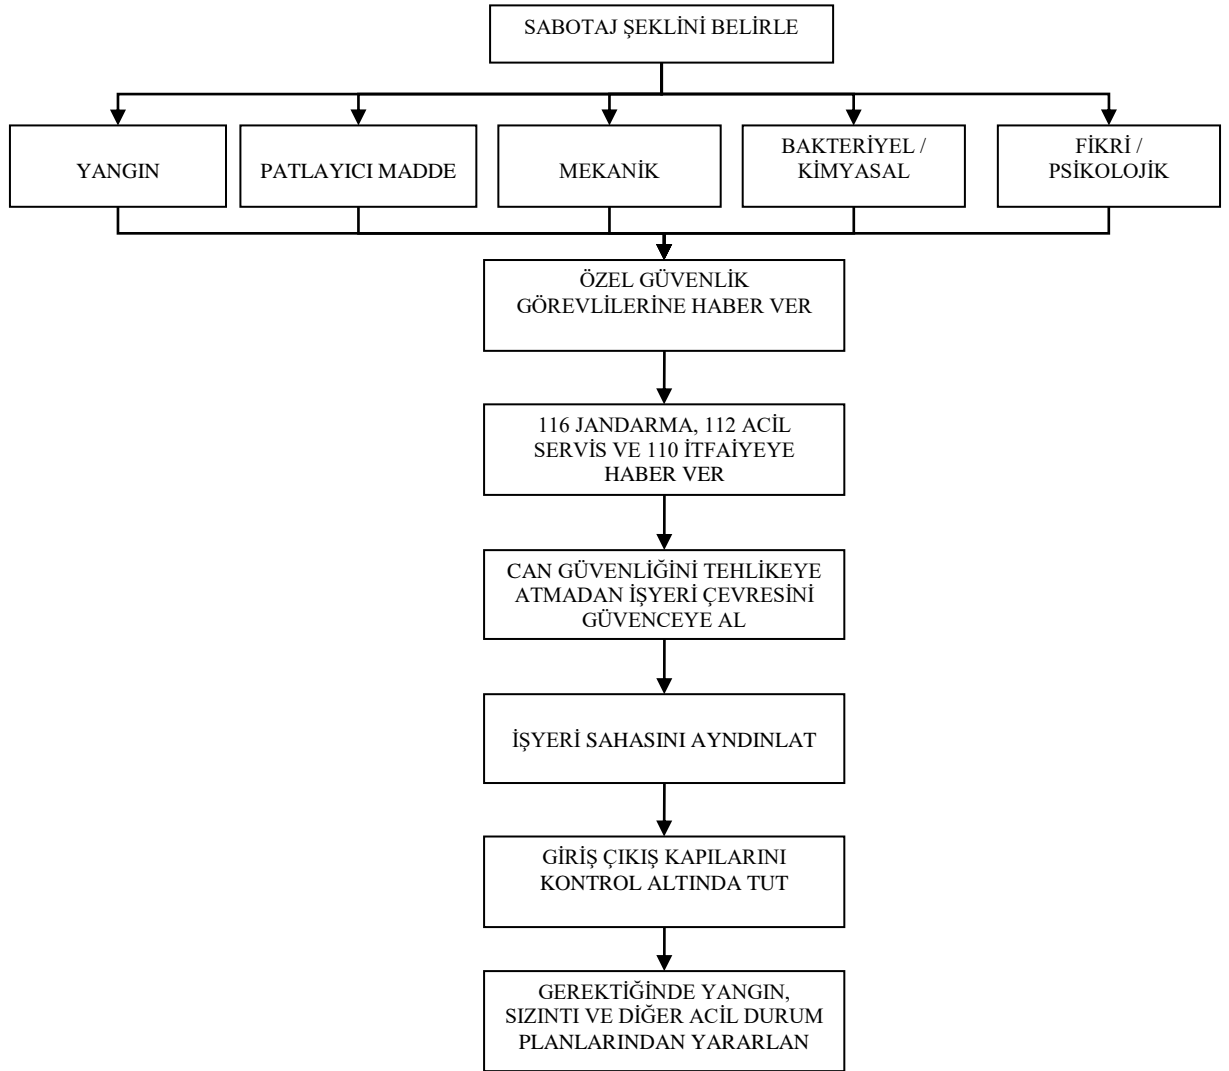 SABOTAJ ŞEKLİNİ BELİRLE
YANGIN
PATLAYICI MADDE
MEKANİK
BAKTERİYEL /
KİMYASAL
FİKRİ /
PSİKOLOJİK
ÖZEL GÜVENLİK
GÖREVLİLERİNE HABER VER
116 JANDARMA, 112 ACİL
SERVİS VE 110 İTFAİYEYE
HABER VER
CAN GÜVENLİĞİNİ TEHLİKEYE
ATMADAN İŞYERİ ÇEVRESİNİ
GÜVENCEYE AL
İŞYERİ SAHASINI AYNDINLAT
GİRİŞ ÇIKIŞ KAPILARINI
KONTROL ALTINDA TUT
GEREKTİĞİNDE YANGIN,
SIZINTI VE DİĞER ACİL DURUM
PLANLARINDAN YARARLAN